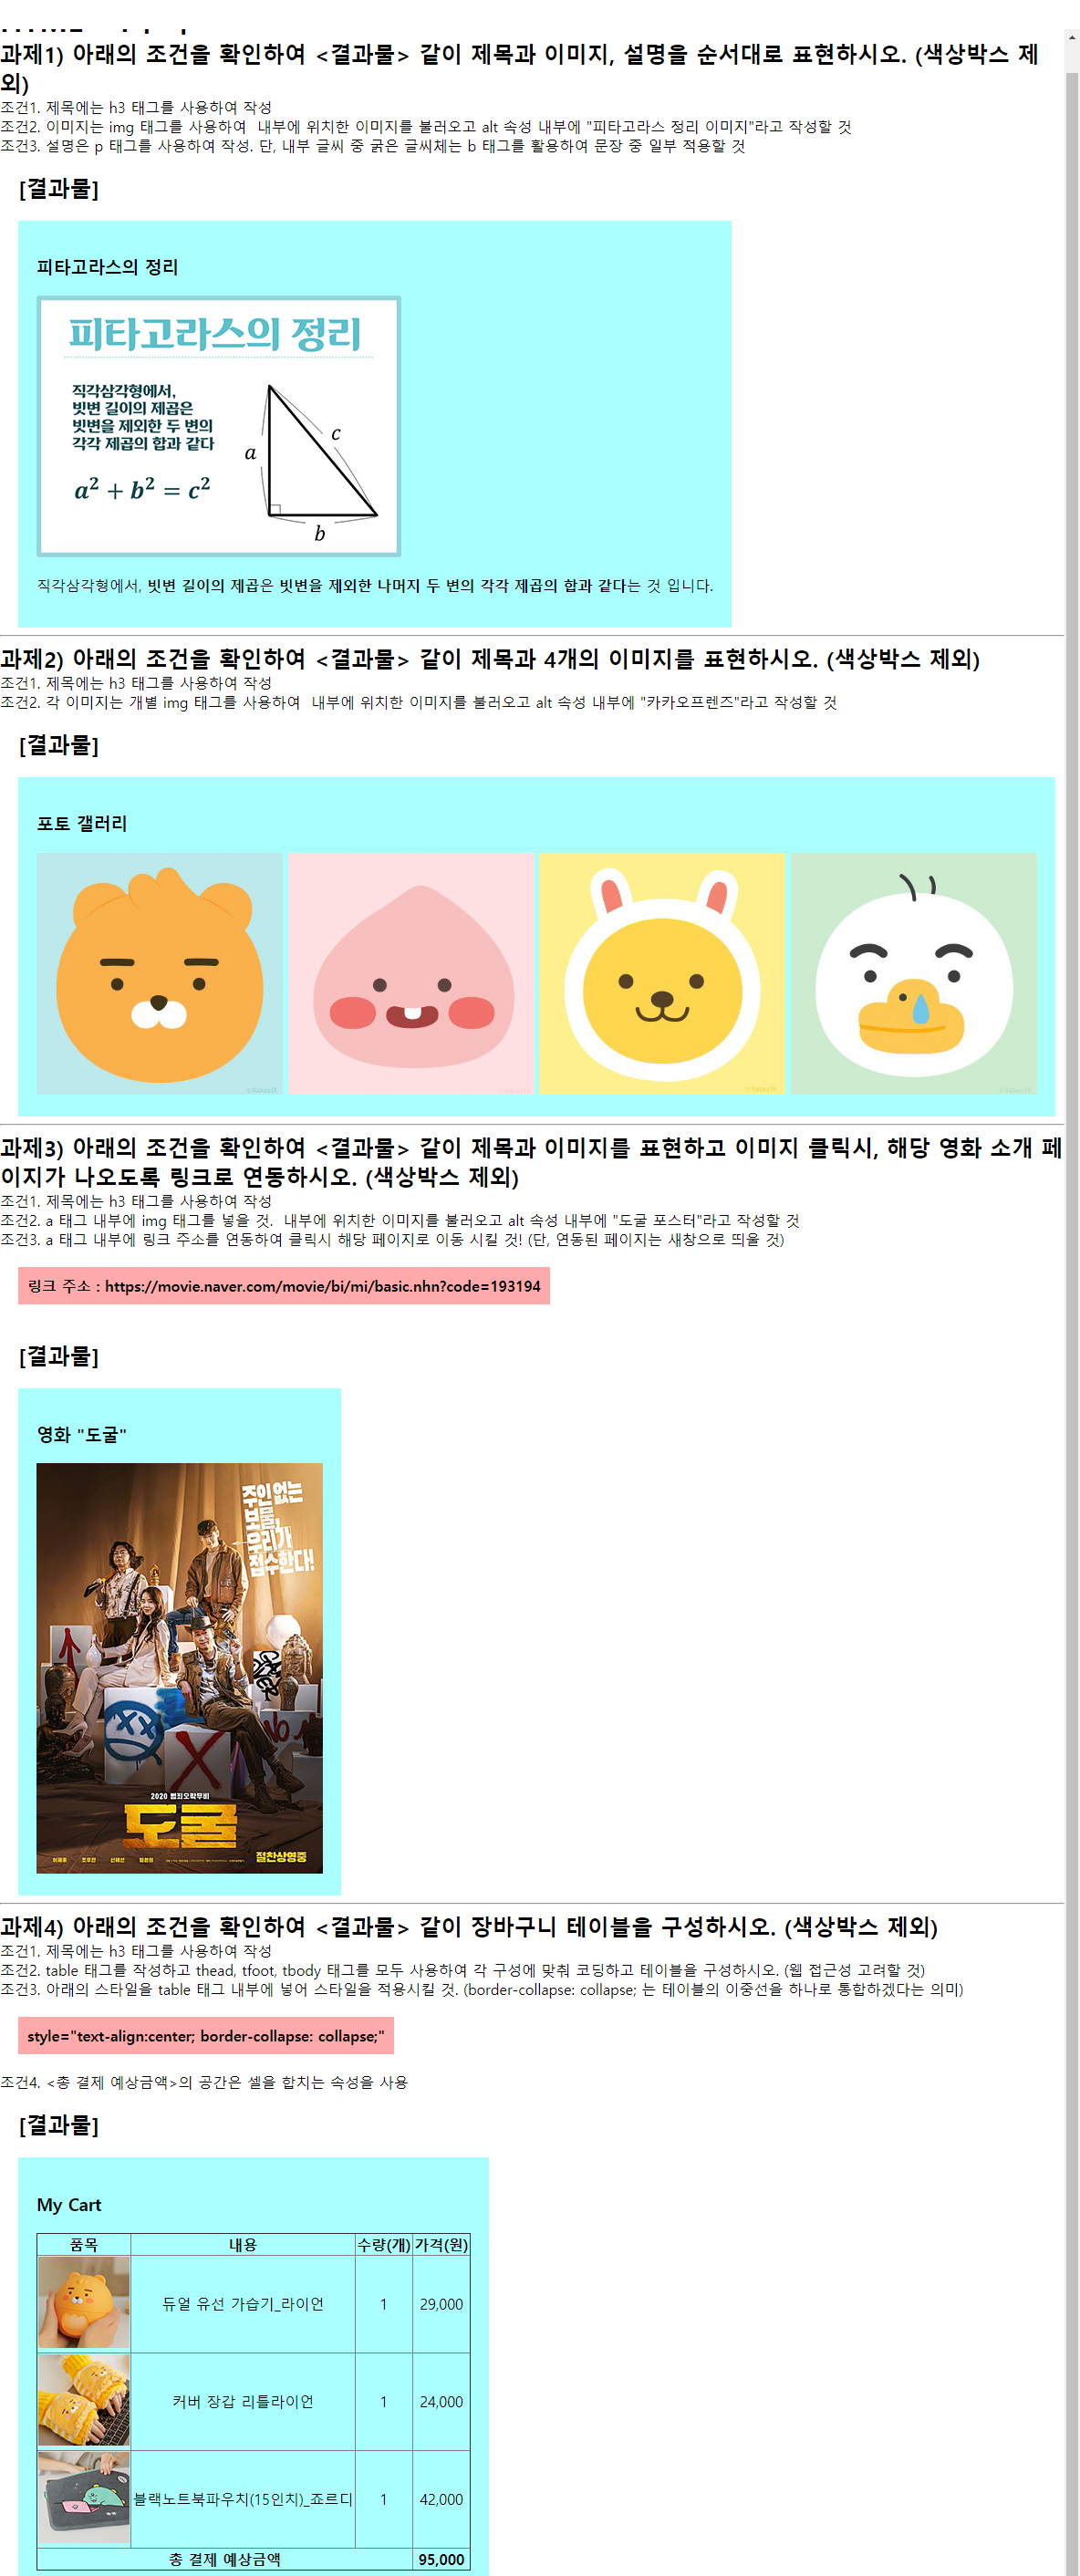 과제1) 아래의 조건을 확인하여 <결과물> 같이 제목과 이미지, 설명을 순서대로 표현하시오. (색상박스 제
외)
조건1. 제목에는 h3 태그를 사용하여 작성
조건2. 이미지는 img 태그를 사용하여  내부에 위치한 이미지를 불러오고 alt 속성 내부에 "피타고라스 정리 이미지"라고 작성할 것
조건3. 설명은 p 태그를 사용하여 작성. 단, 내부 글씨 중 굵은 글씨체는 b 태그를 활용하여 문장 중 일부 적용할 것
[결과물]
피타고라스의 정리
피타고라스의 정리
직각삼각형에서,
빗변 길이의 제곱은
빗변을 제외한 두 변의
각각 제곱의 합과 같다
a² + b² = c²
a
c
b
직각삼각형에서, 빗변 길이의 제곱은 빗변을 제외한 나머지 두 변의 각각 제곱의 합과 같다는 것 입니다.
과제2) 아래의 조건을 확인하여 <결과물> 같이 제목과 4개의 이미지를 표현하시오. (색상박스 제외)
조건1. 제목에는 h3 태그를 사용하여 작성
조건2. 각 이미지는 개별 img 태그를 사용하여  내부에 위치한 이미지를 불러오고 alt 속성 내부에 "카카오프렌즈"라고 작성할 것
[결과물]
포토 갤러리
과제3) 아래의 조건을 확인하여 <결과물> 같이 제목과 이미지를 표현하고 이미지 클릭시, 해당 영화 소개 페
이지가 나오도록 링크로 연동하시오. (색상박스 제외)
조건1. 제목에는 h3 태그를 사용하여 작성
조건2. a 태그 내부에 img 태그를 넣을 것.  내부에 위치한 이미지를 불러오고 alt 속성 내부에 "도굴 포스터"라고 작성할 것
조건3. a 태그 내부에 링크 주소를 연동하여 클릭시 해당 페이지로 이동 시킬 것! (단, 연동된 페이지는 새창으로 띄울 것)
링크 주소 : https://movie.naver.com/movie/bi/mi/basic.nhn?code=193194
[결과물]
영화 "도굴"
주인 없는
보물,
우리가
접수한다!
2020 범죄오락무비
도굴
이제훈 조우진 신혜선 임원희
절찬상영중
과제4) 아래의 조건을 확인하여 <결과물> 같이 장바구니 테이블을 구성하시오. (색상박스 제외)
조건1. 제목에는 h3 태그를 사용하여 작성
조건2. table 태그를 작성하고 thead, tfoot, tbody 태그를 모두 사용하여 각 구성에 맞춰 코딩하고 테이블을 구성하시오. (웹 접근성 고려할 것)
조건3. 아래의 스타일을 table 태그 내부에 넣어 스타일을 적용시킬 것. (border-collapse: collapse; 는 테이블의 이중선을 하나로 통합하겠다는 의미)
style="text-align:center; border-collapse: collapse;"
조건4. <총 결제 예상금액>의 공간은 셀을 합치는 속성을 사용
[결과물]
My Cart
품목 내용 수량(개) 가격(원)
듀얼 유선 가습기_라이언 1 29,000
커버 장갑 리틀라이언 1 24,000
블랙노트북파우치(15인치)_죠르디 1 42,000
총 결제 예상금액 95,000